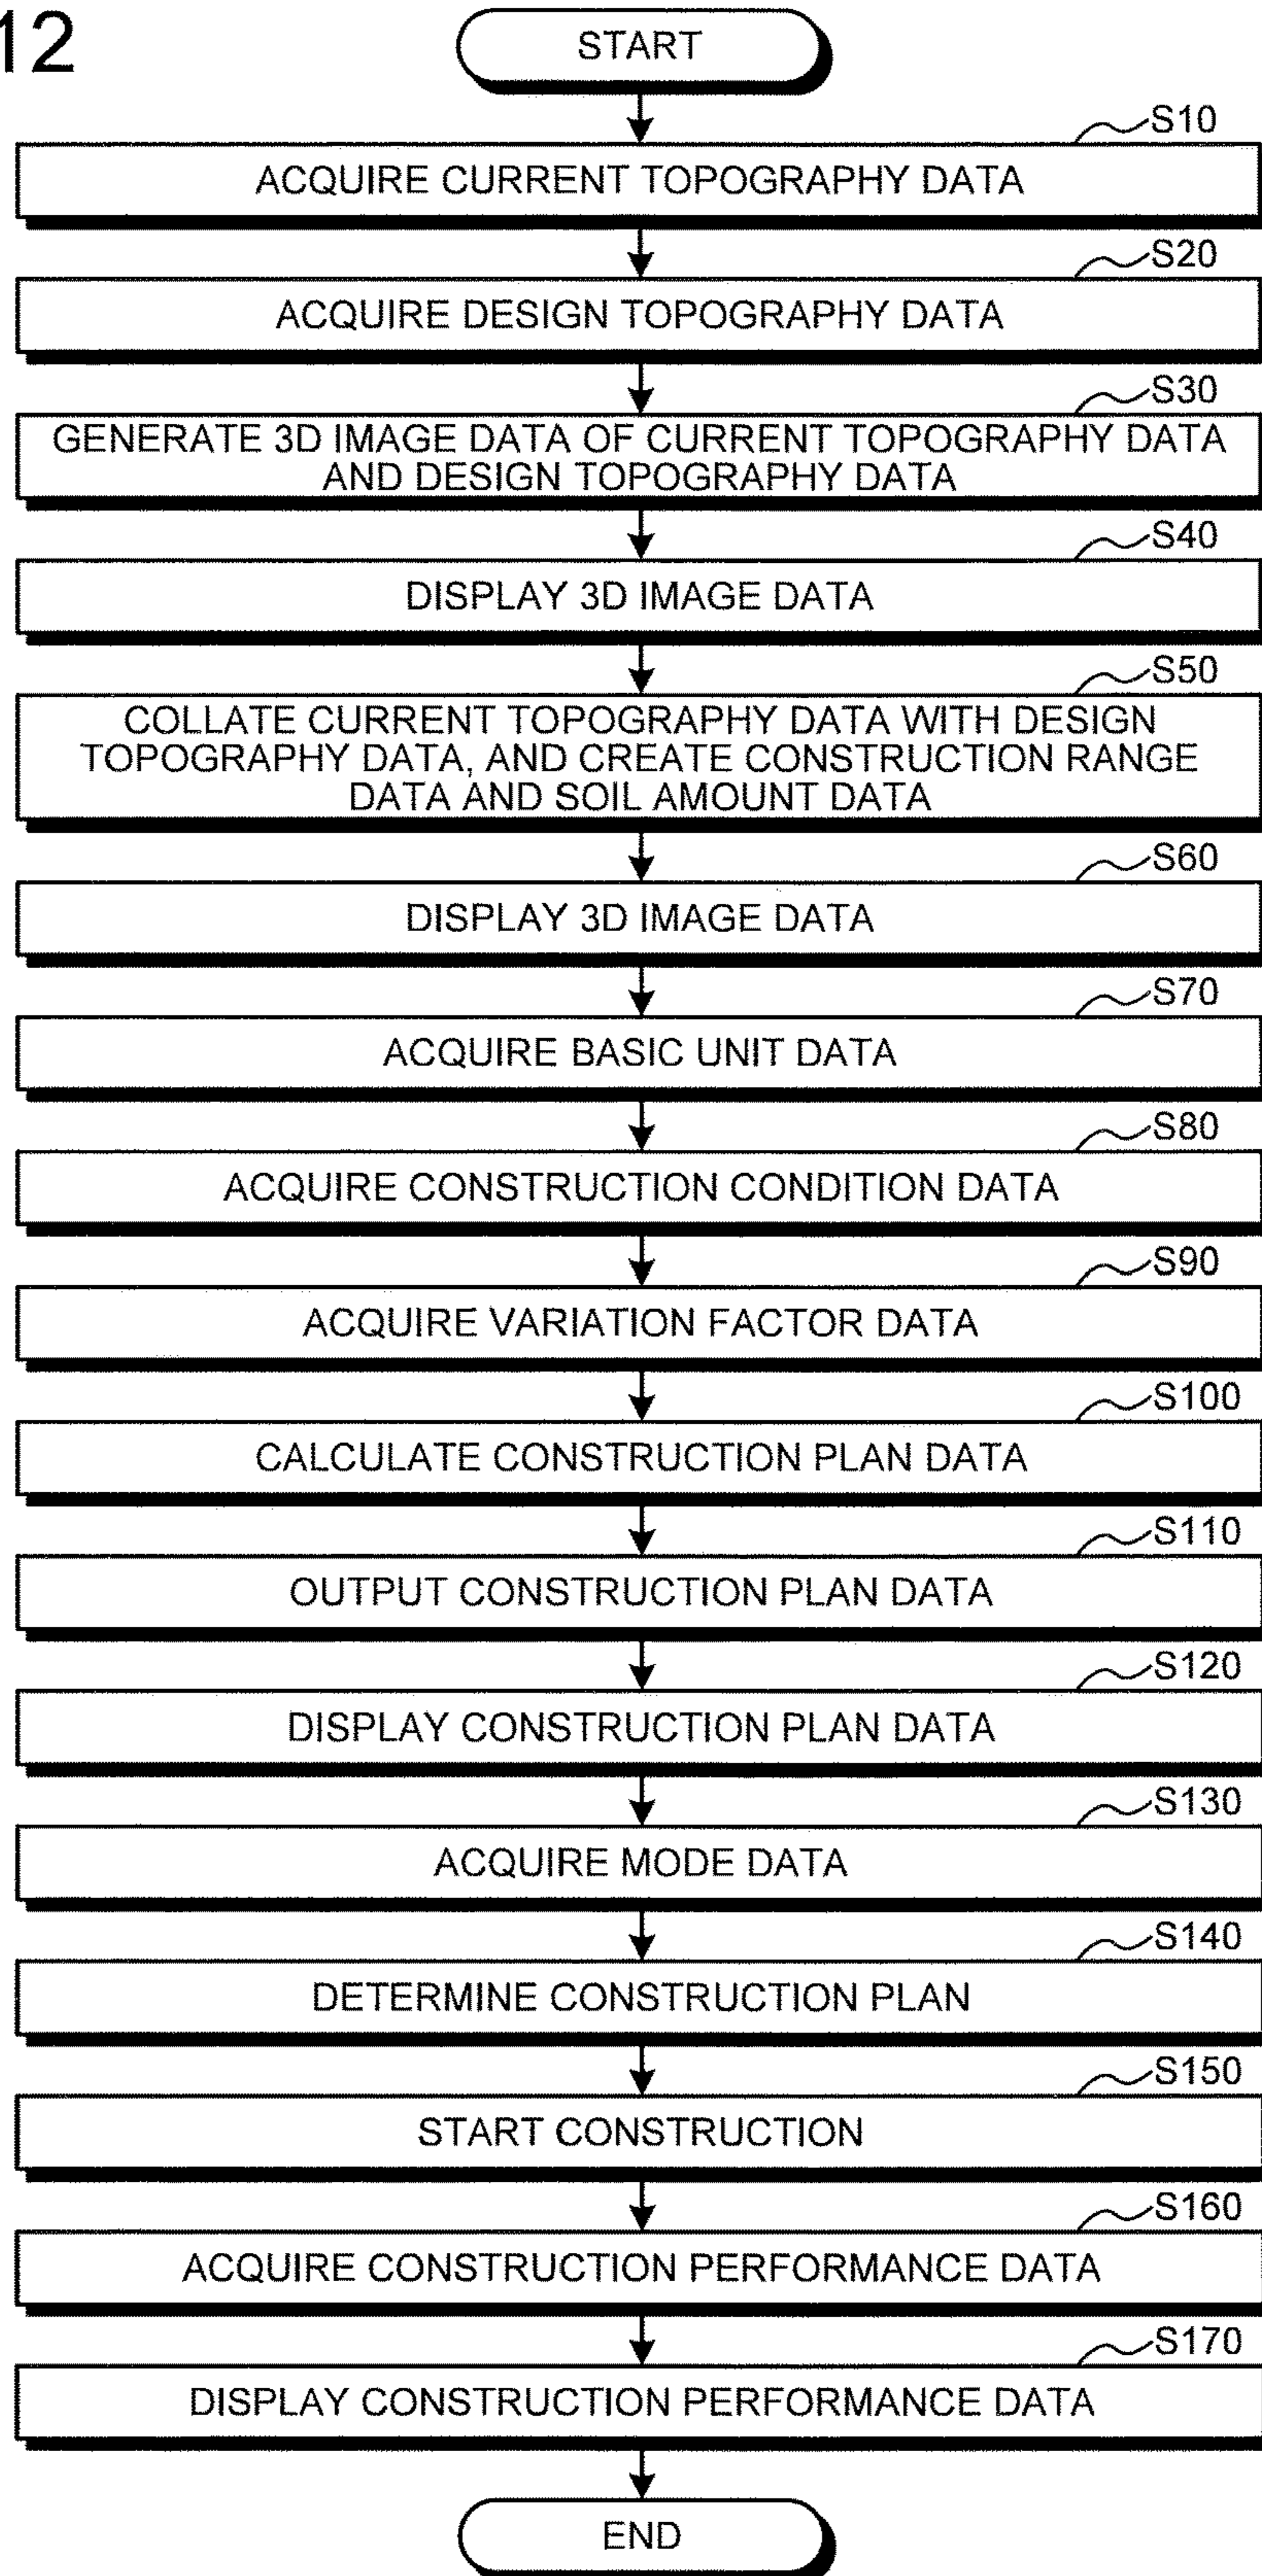 12
START
S10
ACQUIRE CURRENT TOPOGRAPHY DATA
S20
ACQUIRE DESIGN TOPOGRAPHY DATA
S30
GENERATE 3D IMAGE DATA OF CURRENT TOPOGRAPHY DATA
AND DESIGN TOPOGRAPHY DATA
S40
DISPLAY 3D IMAGE DATA
S50
COLLATE CURRENT TOPOGRAPHY DATA WITH DESIGN
TOPOGRAPHY DATA, AND CREATE CONSTRUCTION RANGE
DATA AND SOIL AMOUNT DATA
S60
DISPLAY 3D IMAGE DATA
S70
ACQUIRE BASIC UNIT DATA
S80
ACQUIRE CONSTRUCTION CONDITION DATA
S90
ACQUIRE VARIATION FACTOR DATA
S100
CALCULATE CONSTRUCTION PLAN DATA
S110
OUTPUT CONSTRUCTION PLAN DATA
S120
DISPLAY CONSTRUCTION PLAN DATA
S130
ACQUIRE MODE DATA
S140
DETERMINE CONSTRUCTION PLAN
S150
START CONSTRUCTION
S160
ACQUIRE CONSTRUCTION PERFORMANCE DATA
S170
DISPLAY CONSTRUCTION PERFORMANCE DATA
END